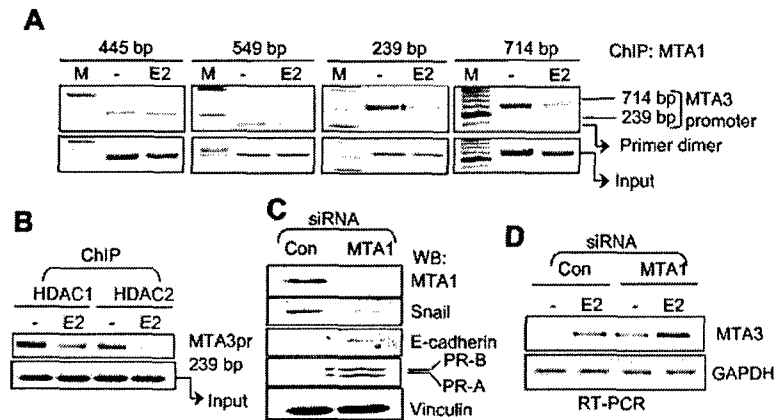 A
445 bp 549 bp 239 bp 714 bp ChIP: MTA1
M - E2 M - E2 M - E2 M - E2
714 bp MTA3
239 bp promoter
Primer dimer
Input
B
ChIP
HDAC1 HDAC2
- E2 - E2
MTA3pr
239 bp
Input
C
siRNA
Con MTA1 WB:
MTA1
Snail
E-cadherin
PR-B
PR-A
Vinculin
D
siRNA
Con MTA1
- E2 - E2
MTA3
GAPDH
RT-PCR